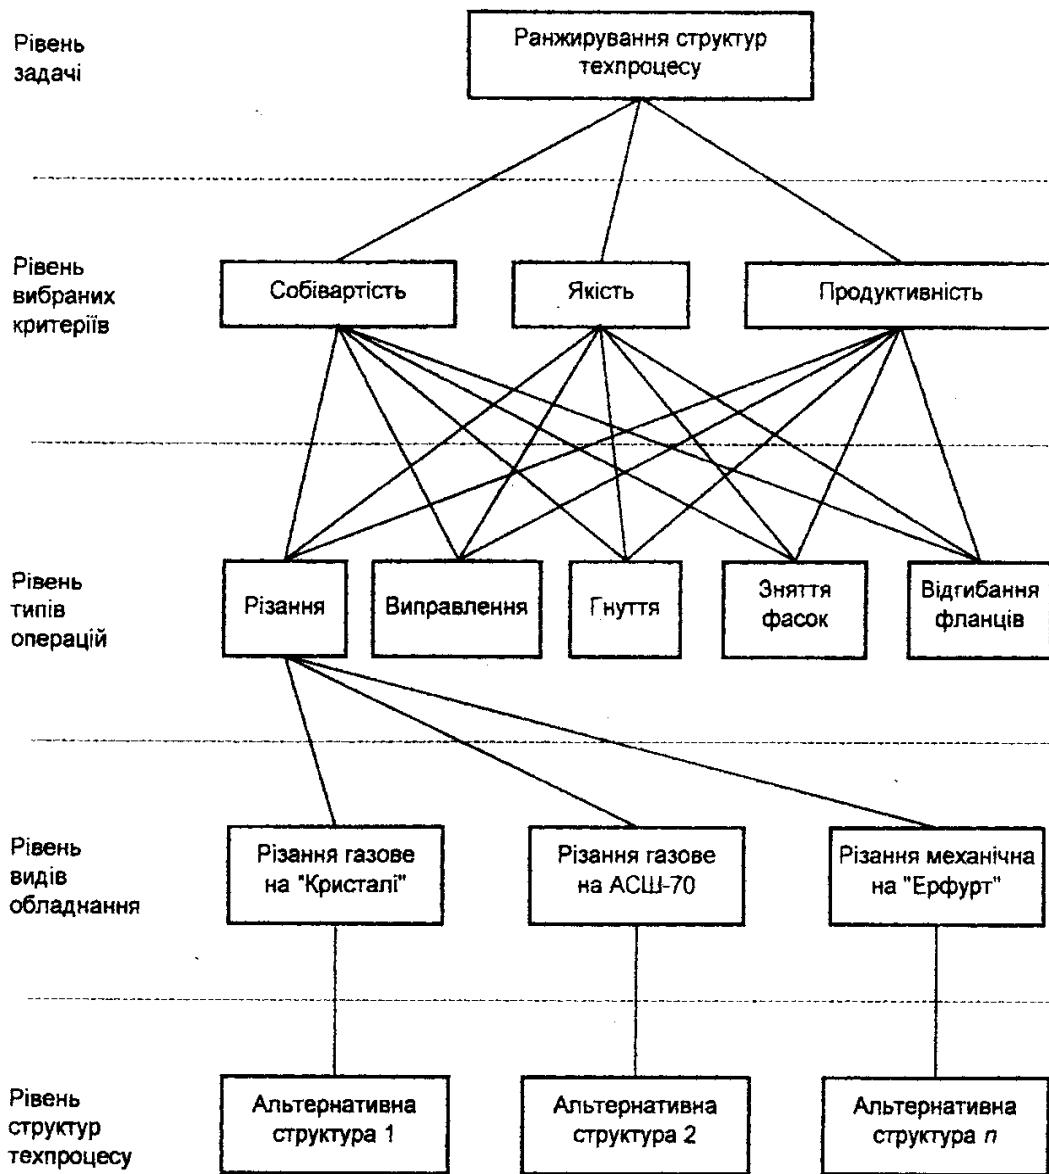 Рівень
задачі
Ранжирування структур
техпроцесу
Рівень
вибраних
критеріїв
Собівартість
Якість
Продуктивність
Рівень
типів
операцій
Різання
Виправлення
Гнуття
Зняття
фасок
Відгибання
фланців
Рівень
видів
обладнання
Різання газове
на "Кристалі"
Різання газове
на АСШ-70
Різання механічна
на "Ерфурт"
Рівень
структур
техпроцесу
Альтернативна
структура 1
Альтернативна
структура 2
Альтернативна
структура n